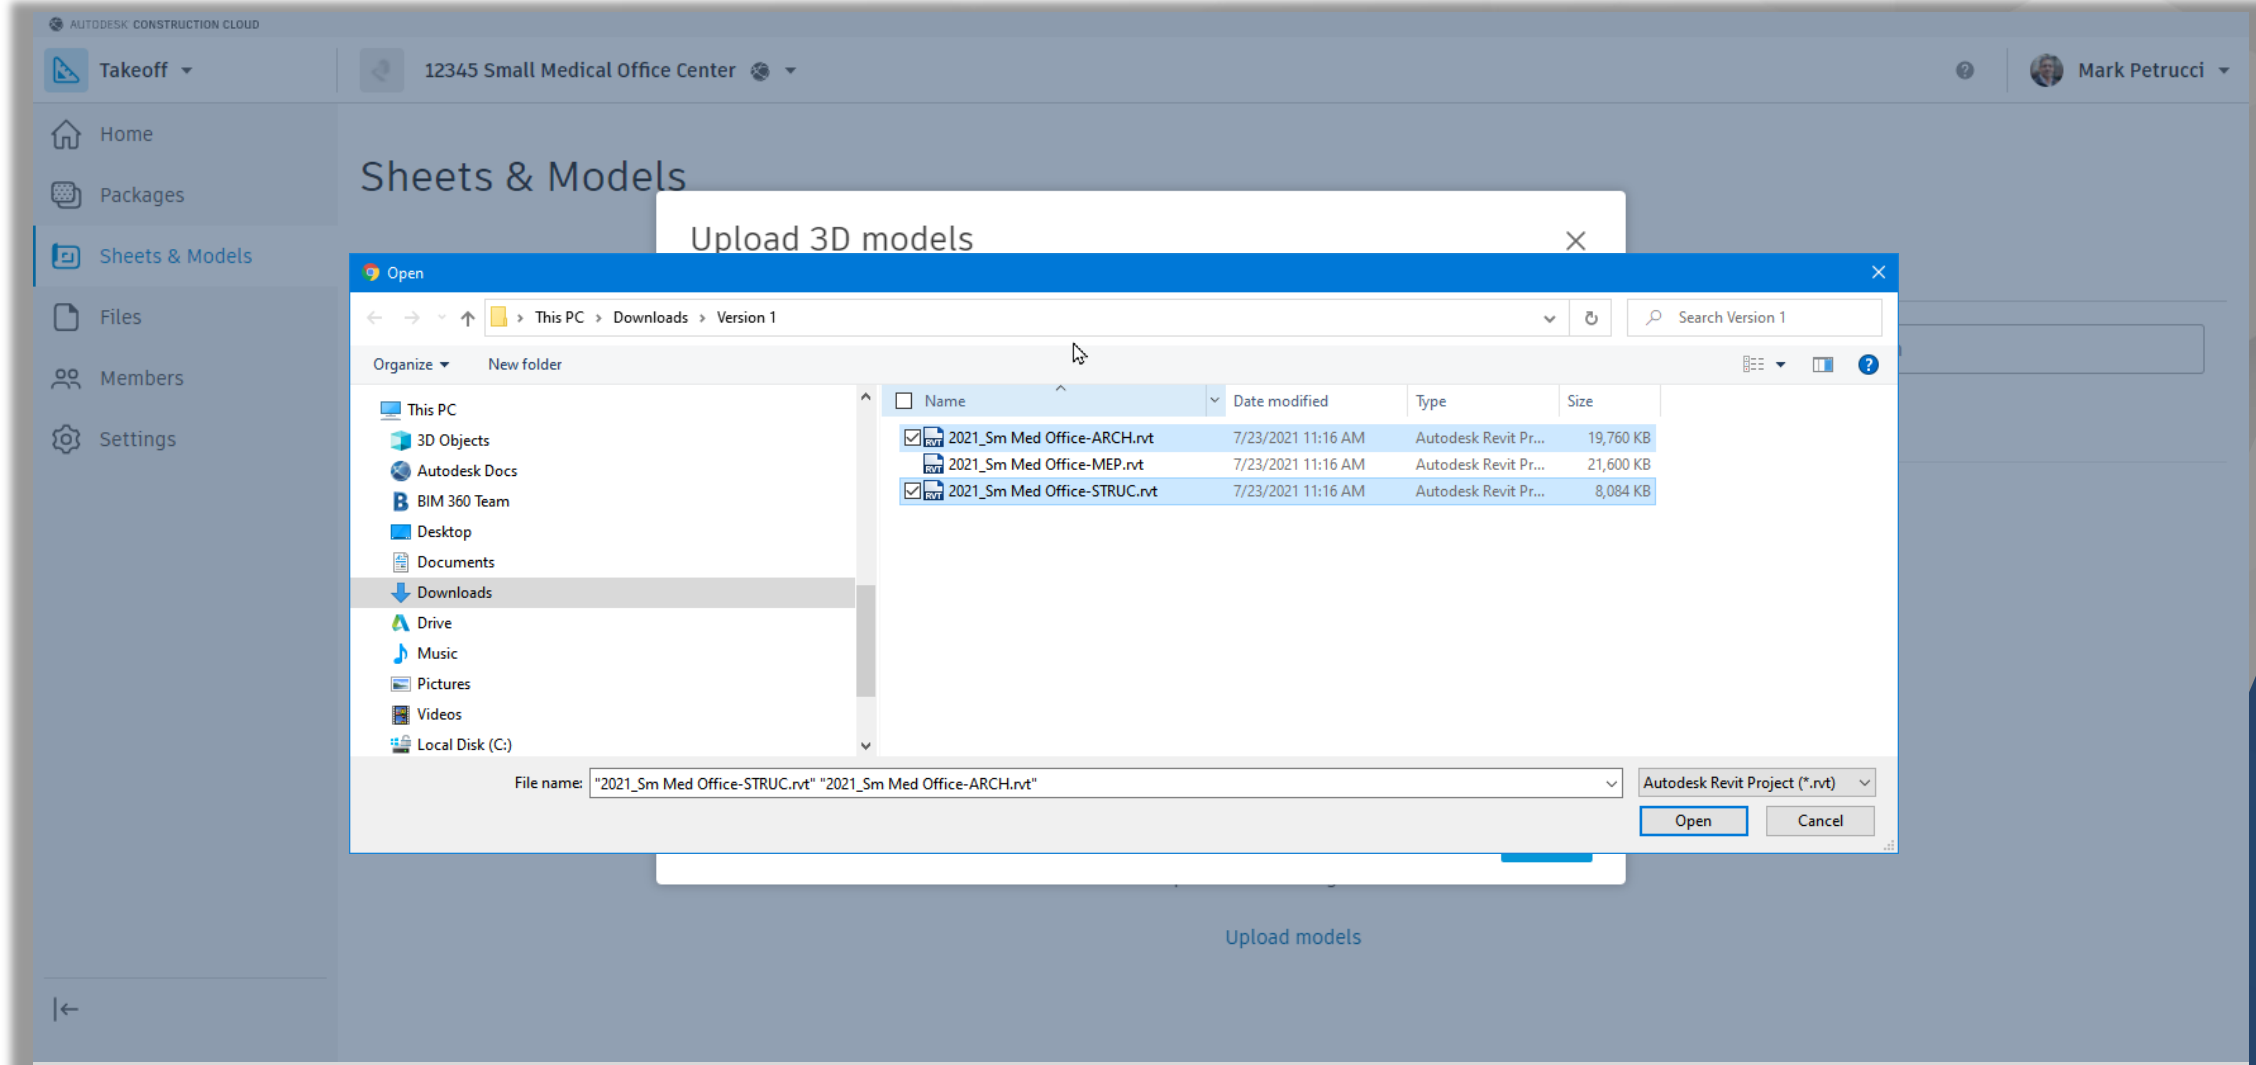 AUTODESK CONSTRUCTION CLOUD
Takeoff
12345 Small Medical Office Center
Mark Petrucci
Home
Packages
Sheets & Models
Files
Members
Settings
Sheets & Models
Upload 3D models
Open
This PC > Downloads > Version 1
Search Version 1
Organize
New folder
This PC
3D Objects
Autodesk Docs
BIM 360 Team
Desktop
Documents
Downloads
Drive
Music
Pictures
Videos
Local Disk (C:)
Name Date modified Type Size
2021_Sm Med Office-ARCH.rvt 7/23/2021 11:16 AM Autodesk Revit Pr... 19,760 KB
2021_Sm Med Office-MEP.rvt 7/23/2021 11:16 AM Autodesk Revit Pr... 21,600 KB
2021_Sm Med Office-STRUC.rvt 7/23/2021 11:16 AM Autodesk Revit Pr... 8,084 KB
File name: "2021_Sm Med Office-STRUC.rvt" "2021_Sm Med Office-ARCH.rvt"
Autodesk Revit Project (*.rvt)
Open
Cancel
Upload models